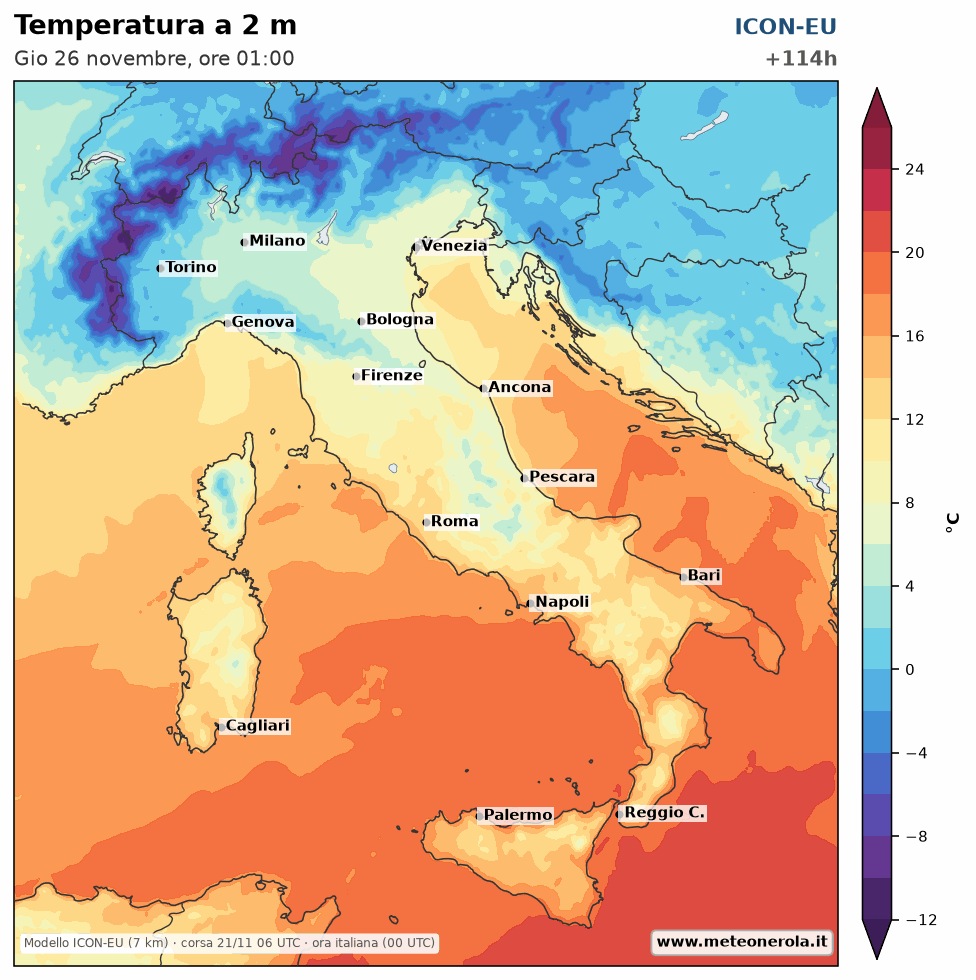 Temperatura a 2 m
ICON-EU
Gio 26 novembre, ore 01:00
+114h
Milano
Venezia
Torino
Genova
Bologna
Firenze
Ancona
Pescara
Roma
Bari
Napoli
Cagliari
Palermo
Reggio C.
24
20
16
12
8
4
0
−4
−8
−12
°C
Modello ICON-EU (7 km) · corsa 21/11 06 UTC · ora italiana (00 UTC)
www.meteonerola.it